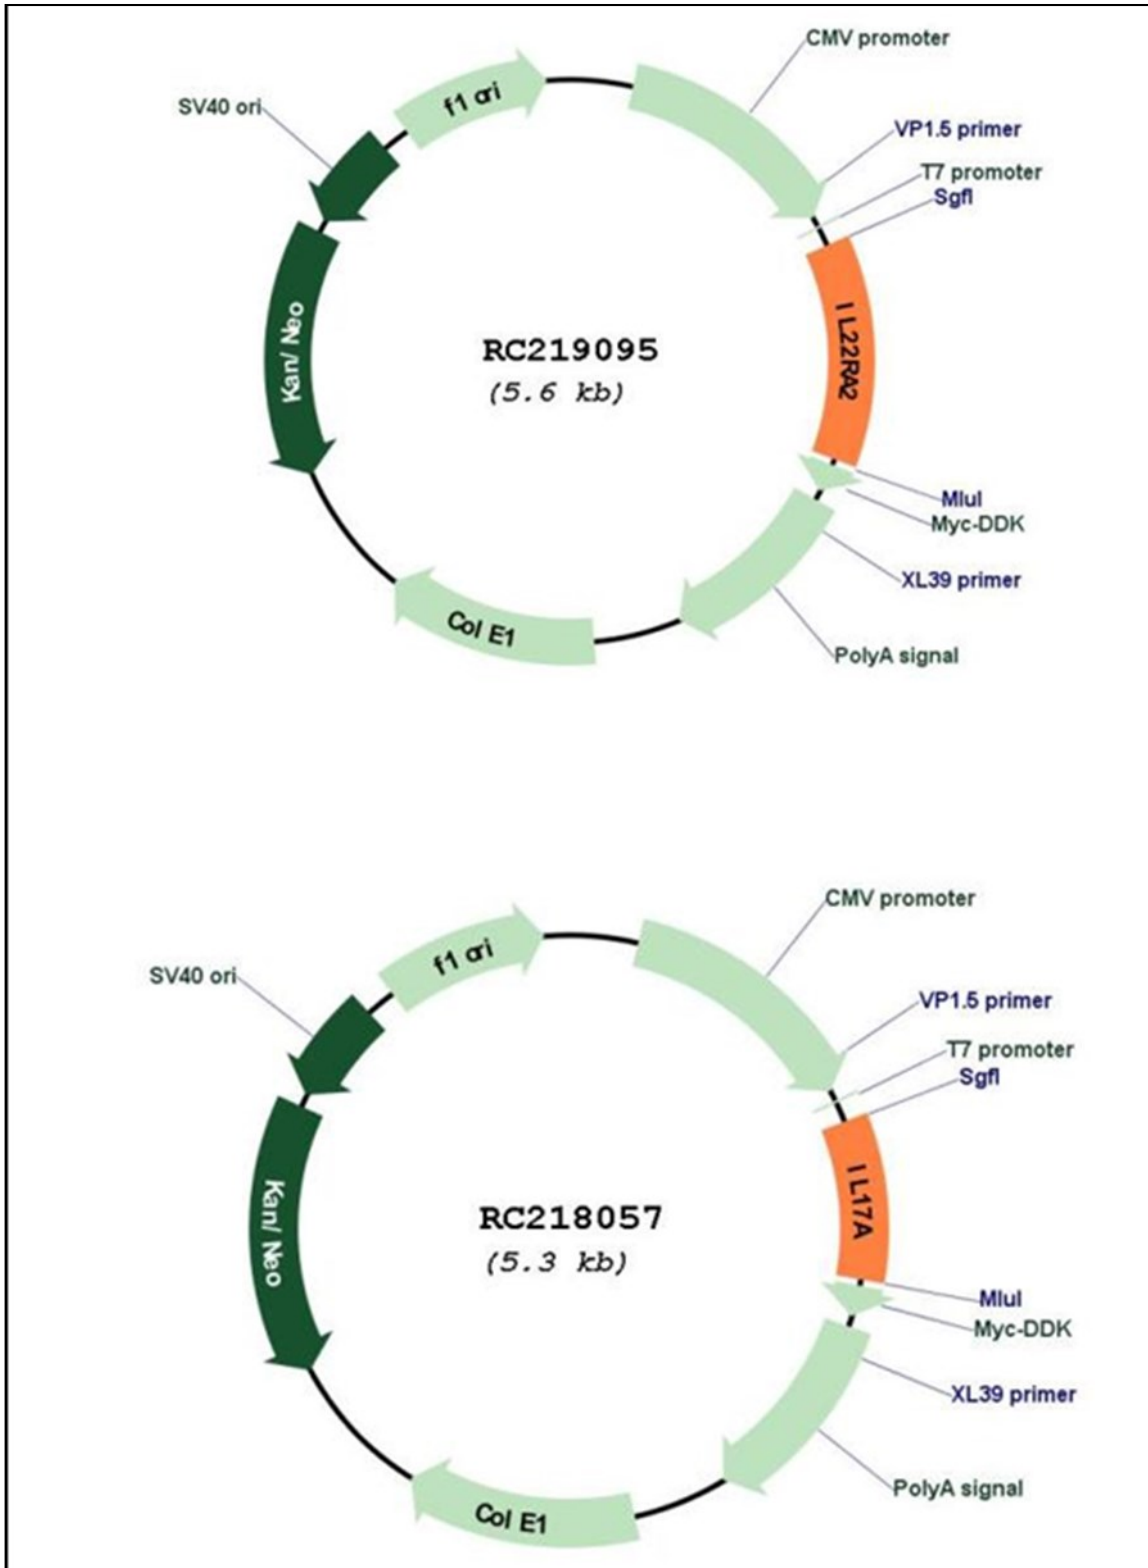 CMV promoter
f1 ori
SV40 ori
VP1.5 primer
T7 promoter
SgfI
Kan/ Neo
IL22RA2
RC219095
(5.6 kb)
MluI
Myc-DDK
XL39 primer
Col E1
PolyA signal
CMV promoter
f1 ori
SV40 ori
VP1.5 primer
T7 promoter
SgfI
Kan/ Neo
IL17A
RC218057
(5.3 kb)
MluI
Myc-DDK
XL39 primer
PolyA signal
Col E1